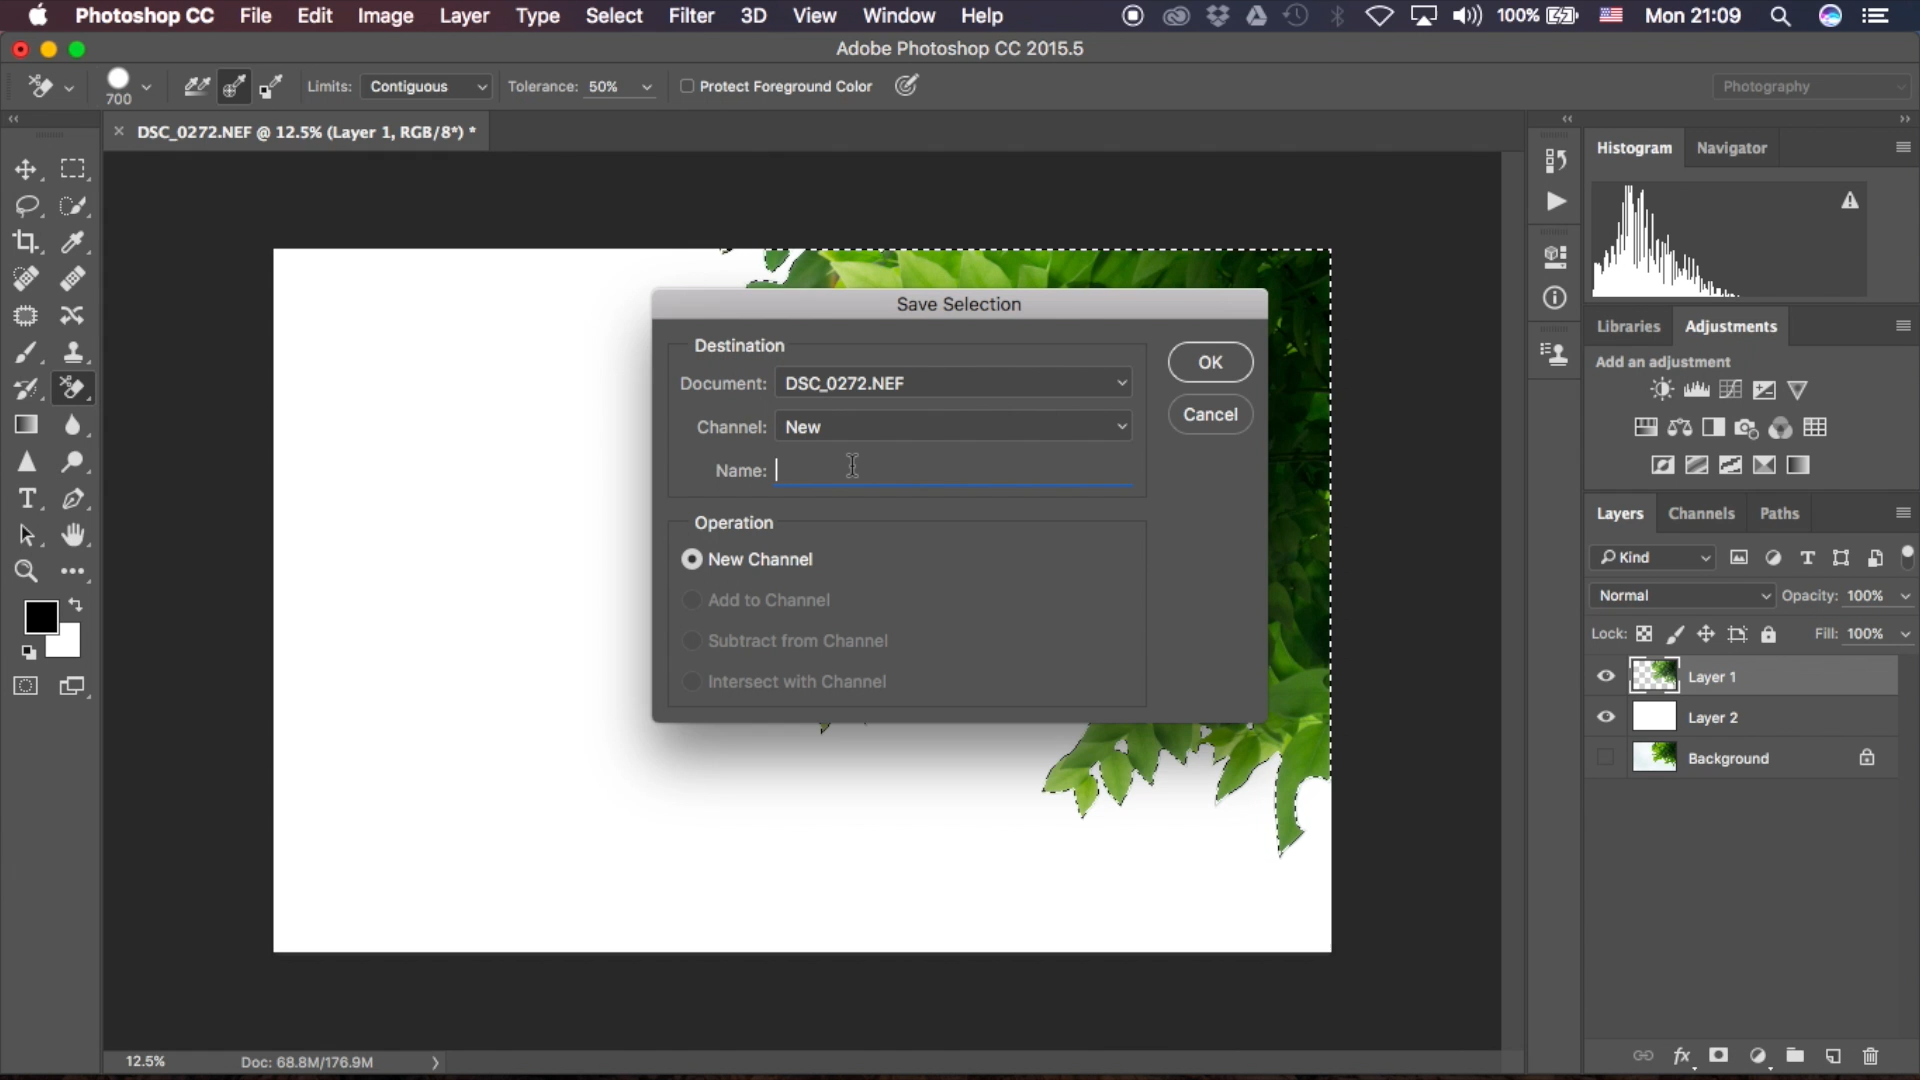 Photoshop CC File Edit Image Layer Type Select Filter 3D View Window Help 100% Mon 21:09
Adobe Photoshop CC 2015.5
700 Limits: Contiguous Tolerance: 50% Protect Foreground Color Photography
DSC_0272.NEF @ 12.5% (Layer 1, RGB/8*) *
Histogram Navigator
Save Selection
Destination
Document: DSC_0272.NEF
Channel: New
Name:
OK
Cancel
Operation
New Channel
Add to Channel
Subtract from Channel
Intersect with Channel
Libraries Adjustments
Add an adjustment
Layers Channels Paths
Kind
Normal Opacity: 100%
Lock: Fill: 100%
Layer 1
Layer 2
Background
12.5% Doc: 68.8M/176.9M